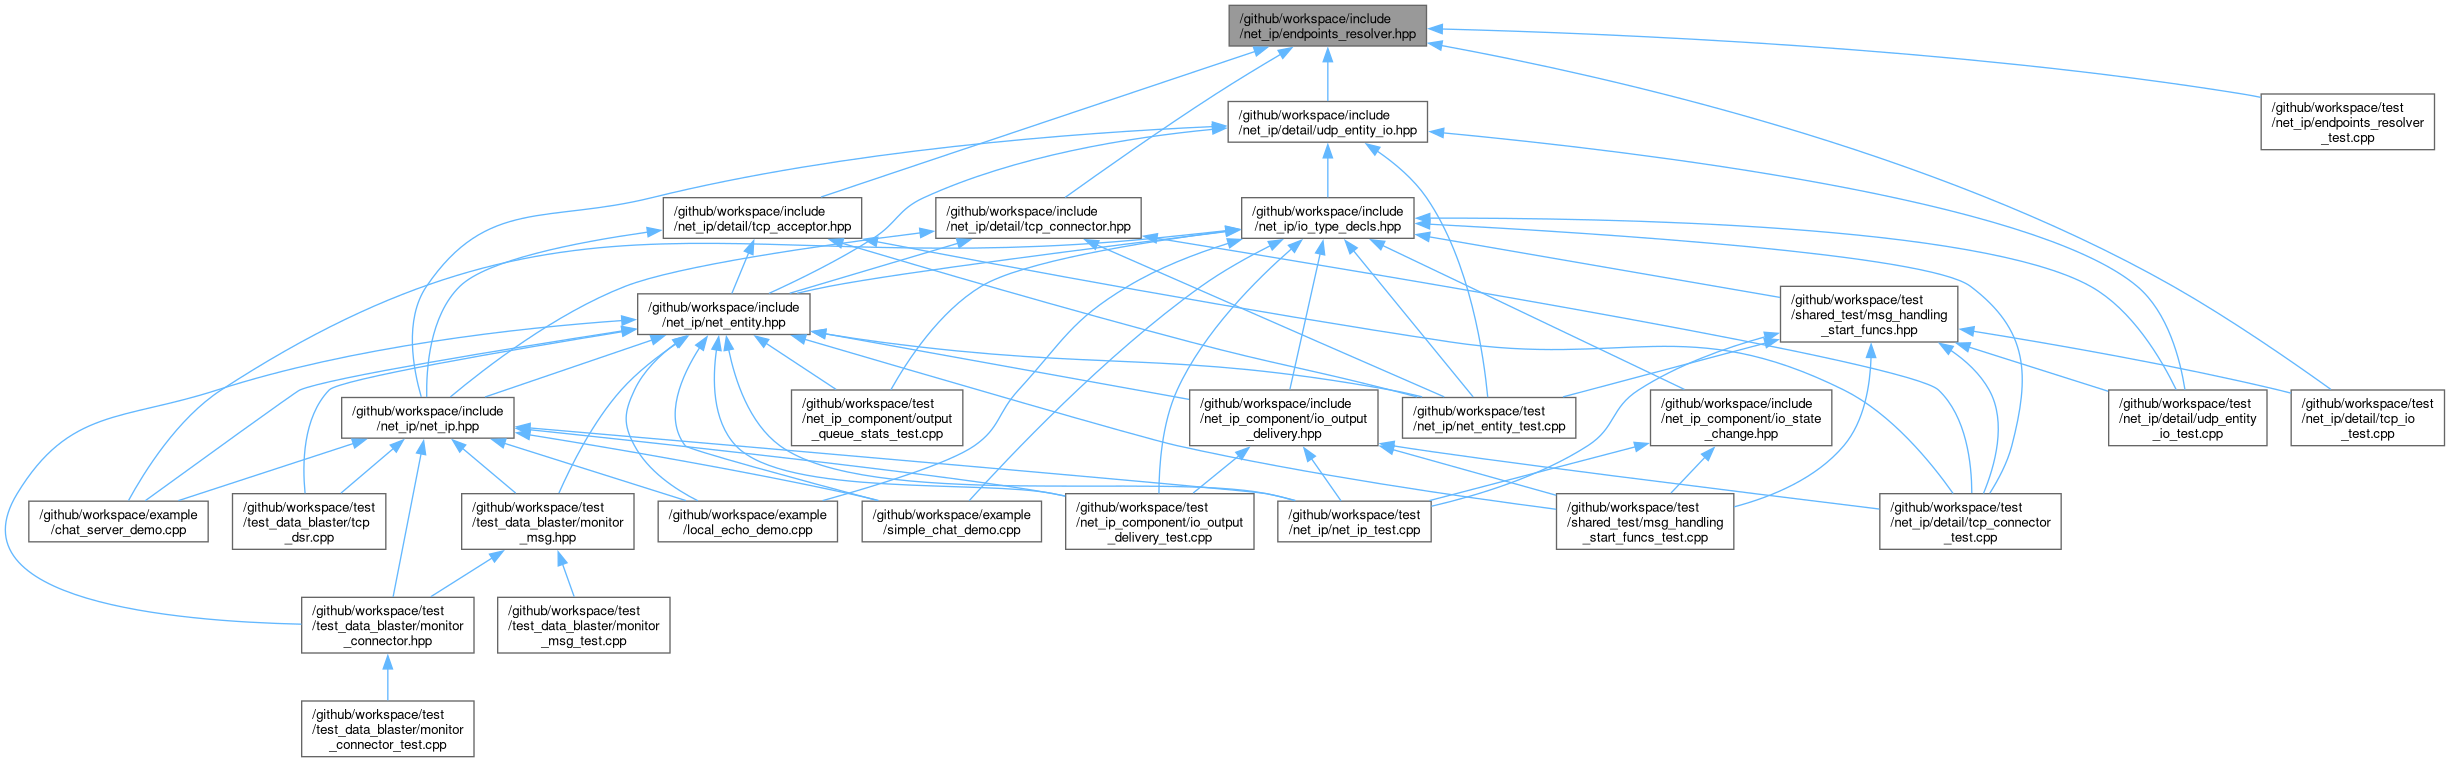 /github/workspace/include
/net_ip/endpoints_resolver.hpp
/github/workspace/include
/net_ip/detail/udp_entity_io.hpp
/github/workspace/test
/net_ip/endpoints_resolver
_test.cpp
/github/workspace/include
/net_ip/detail/tcp_acceptor.hpp
/github/workspace/include
/net_ip/detail/tcp_connector.hpp
/github/workspace/include
/net_ip/io_type_decls.hpp
/github/workspace/include
/net_ip/net_entity.hpp
/github/workspace/test
/shared_test/msg_handling
_start_funcs.hpp
/github/workspace/include
/net_ip/net_ip.hpp
/github/workspace/test
/net_ip_component/output
_queue_stats_test.cpp
/github/workspace/include
/net_ip_component/io_output
_delivery.hpp
/github/workspace/test
/net_ip/net_entity_test.cpp
/github/workspace/include
/net_ip_component/io_state
_change.hpp
/github/workspace/test
/net_ip/detail/udp_entity
_io_test.cpp
/github/workspace/test
/net_ip/detail/tcp_io
_test.cpp
/github/workspace/example
/chat_server_demo.cpp
/github/workspace/test
/test_data_blaster/tcp
_dsr.cpp
/github/workspace/test
/test_data_blaster/monitor
_msg.hpp
/github/workspace/example
/local_echo_demo.cpp
/github/workspace/example
/simple_chat_demo.cpp
/github/workspace/test
/net_ip_component/io_output
_delivery_test.cpp
/github/workspace/test
/net_ip/net_ip_test.cpp
/github/workspace/test
/shared_test/msg_handling
_start_funcs_test.cpp
/github/workspace/test
/net_ip/detail/tcp_connector
_test.cpp
/github/workspace/test
/test_data_blaster/monitor
_connector.hpp
/github/workspace/test
/test_data_blaster/monitor
_msg_test.cpp
/github/workspace/test
/test_data_blaster/monitor
_connector_test.cpp